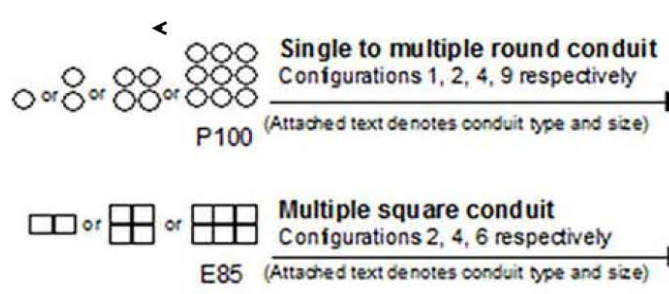 Single to multiple round conduit
Configurations 1, 2, 4, 9 respectively
or or or
P100 (Attached text denotes conduit type and size)
Multiple square conduit
or or
Configurations 2, 4, 6 respectively
E85 (Attached text denotes conduit type and size)